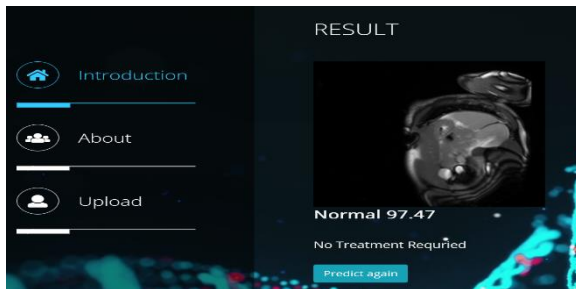 RESULT
Introduction
About
Upload
Normal 97.47
No Treatment Requried
Predict again